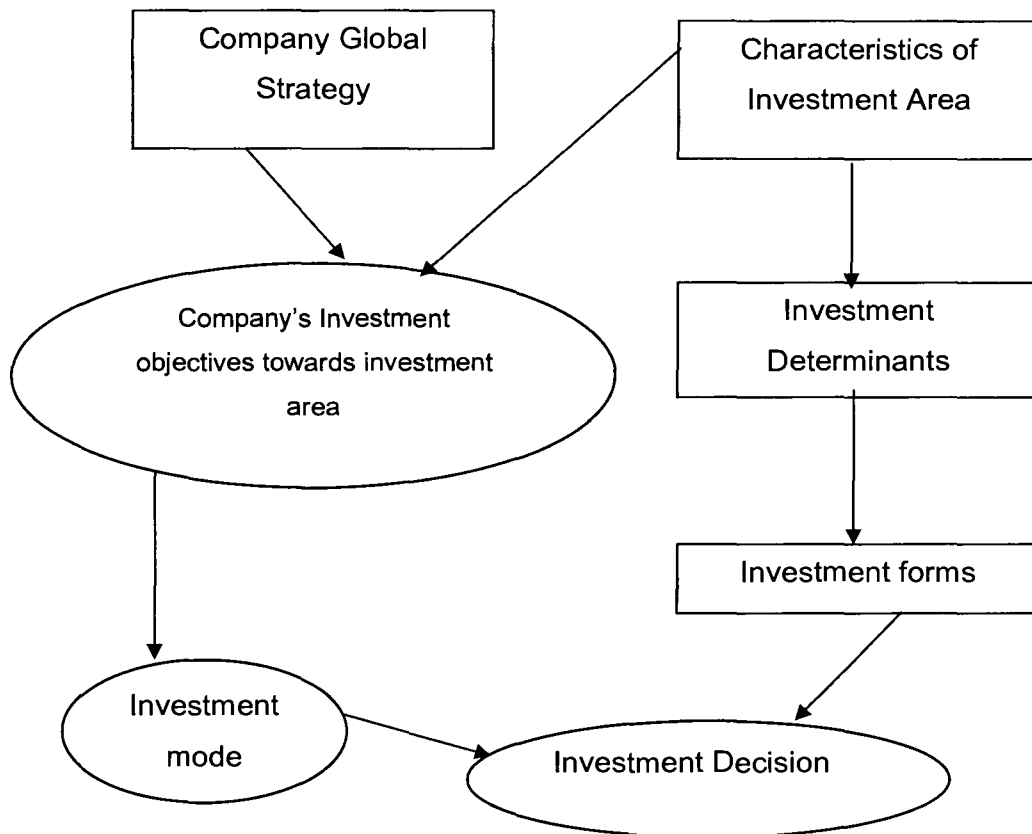 Company Global
Strategy
Characteristics of
Investment Area
Company's Investment
objectives towards investment
area
Investment
Determinants
Investment forms
Investment
mode
Investment Decision